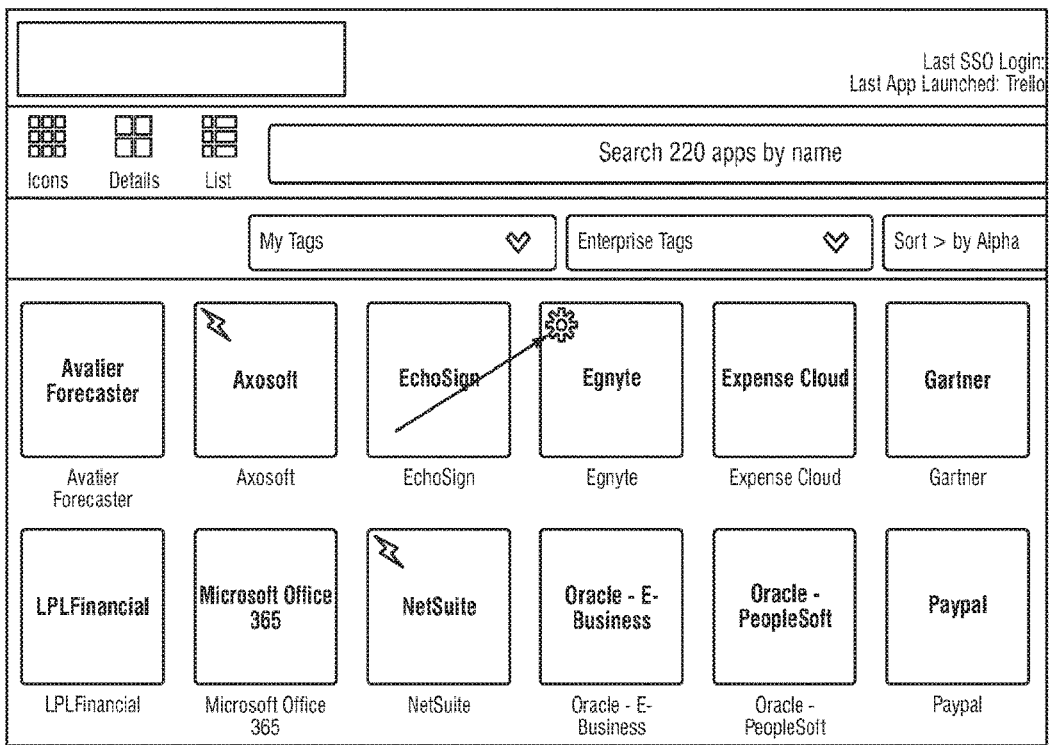 Last SSO Login:
Last App Launched: Trello
Icons
Details
List
Search 220 apps by name
My Tags
Enterprise Tags
Sort > by Alpha
Avalier
Forecaster
Axosoft
EchoSign
Egnyte
Expense Cloud
Gartner
Avatier
Forecaster
Axosoft
EchoSign
Egnyte
Expense Cloud
Gartner
LPLFinancial
Microsoft Office
365
NetSuite
Oracle - E-
Business
Oracle -
PeopleSoft
Paypal
LPLFinancial
Microsoft Office
365
NetSuite
Oracle - E-
Business
Oracle -
PeopleSoft
Paypal